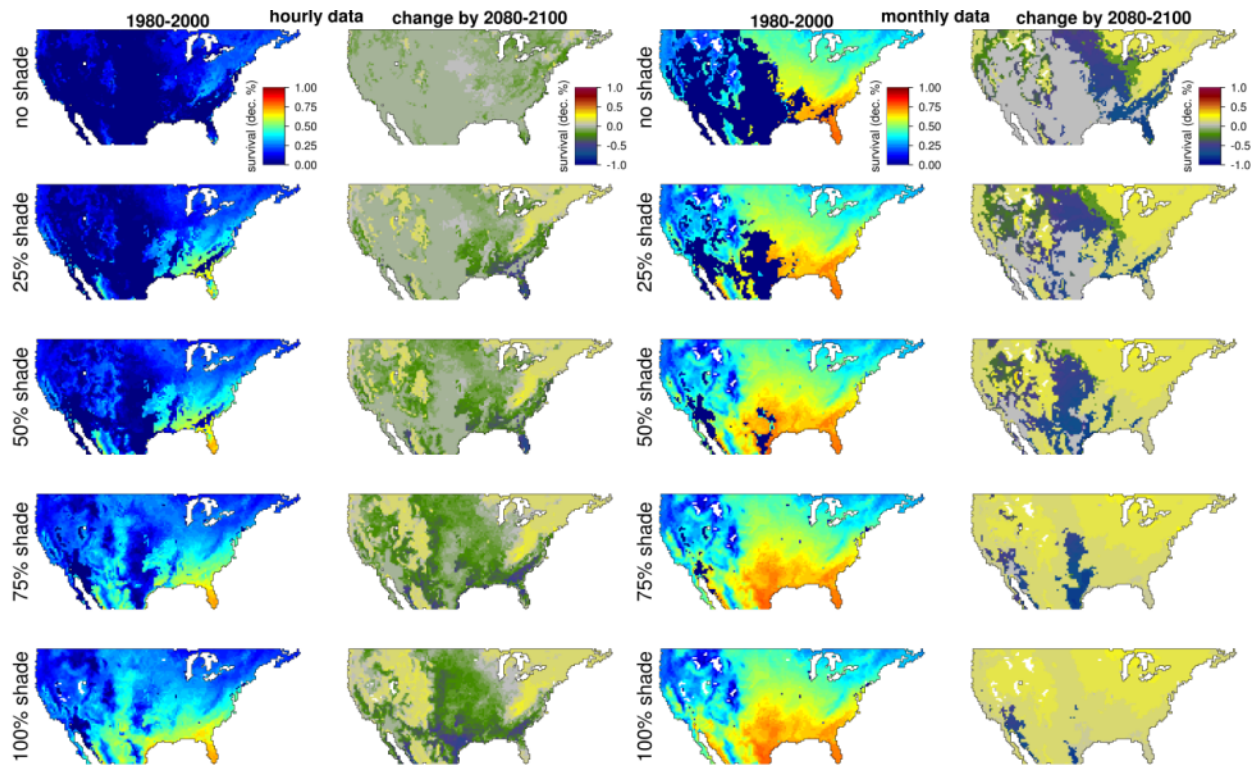 1980-2000 hourly data change by 2080-2100 1980-2000 monthly data change by 2080-2100
no shade
survival (dec. %)
1.00
0.75
0.50
0.25
0.00
survival (dec. %)
1.0
0.5
0.0
-0.5
-1.0
no shade
survival (dec. %)
1.00
0.75
0.50
0.25
0.00
survival (dec. %)
1.0
0.5
0.0
-0.5
-1.0
25% shade
25% shade
50% shade
50% shade
75% shade
75% shade
100% shade
100% shade